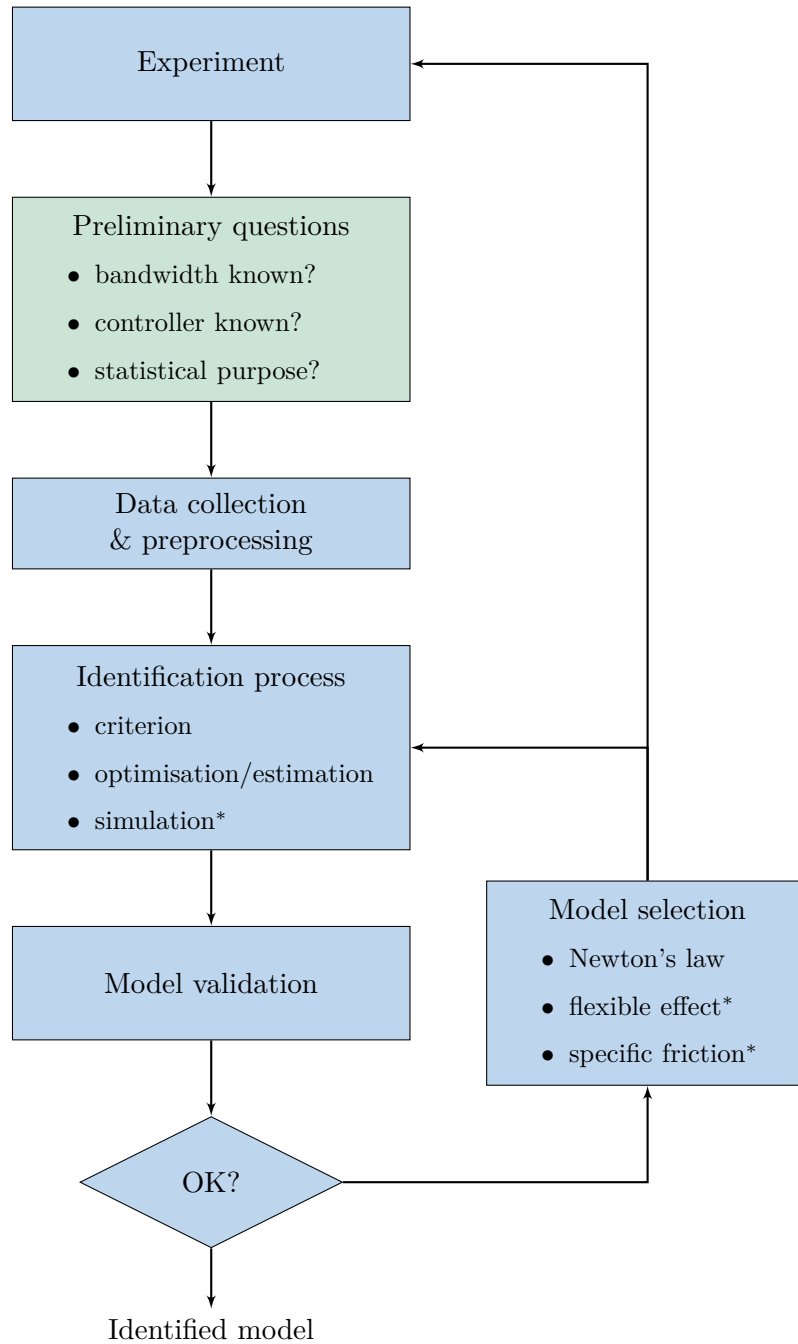 Experiment
Preliminary questions
• bandwidth known?
• controller known?
• statistical purpose?
Data collection
& preprocessing
Identification process
• criterion
• optimisation/estimation
• simulation*
Model selection
• Newton's law
• flexible effect*
• specific friction*
Model validation
OK?
Identified model